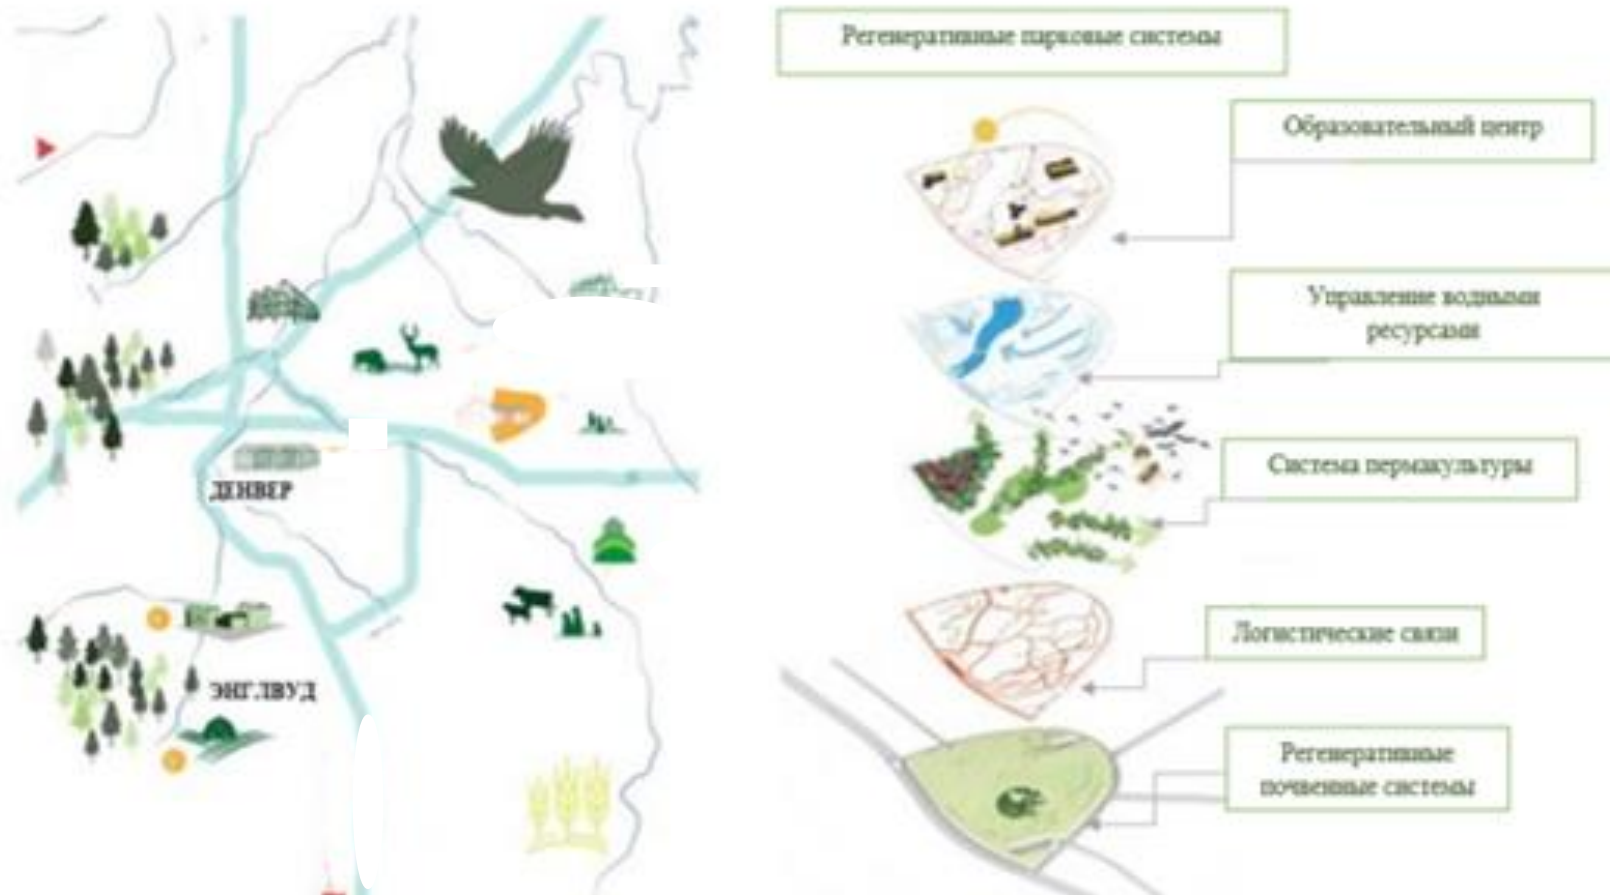 Регенеративные парковые системы
Образовательный центр
Управление водными
ресурсами
Система пермакультуры
Логистические связи
Регенеративные
почвенные системы
ДЕНВЕР
ЭНГЛВУД